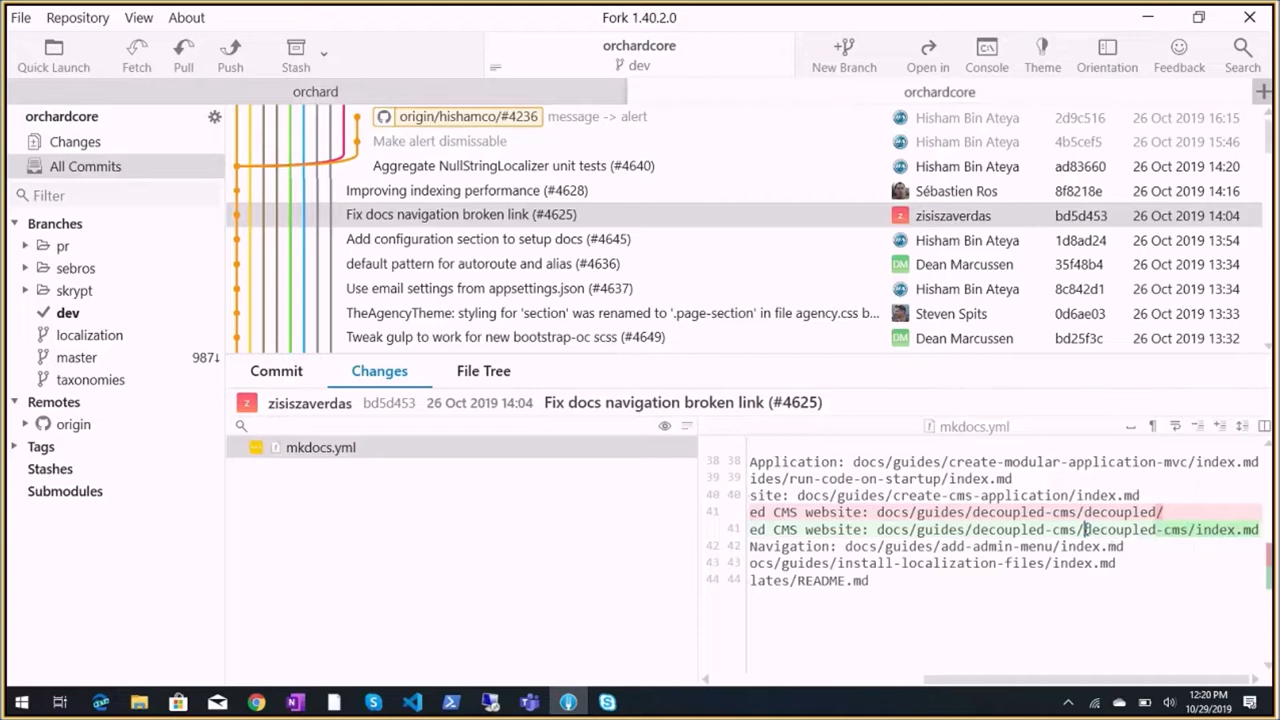 File Repository View About Fork 1.40.2.0
Quick Launch Fetch Pull Push Stash orchardcore dev New Branch Open in Console Theme Orientation Feedback Search
orchard orchardcore
orchardcore
Changes
All Commits
Filter
Branches
pr
sebros
skrypt
dev
localization
master 987↓
taxonomies
Remotes
origin
Tags
Stashes
Submodules
origin/hishamco/#4236 message -> alert Hisham Bin Ateya 2d9c516 26 Oct 2019 16:15
Make alert dismissable Hisham Bin Ateya 4b5cef5 26 Oct 2019 15:46
Aggregate NullStringLocalizer unit tests (#4640) Hisham Bin Ateya ad83660 26 Oct 2019 14:20
Improving indexing performance (#4628) Sébastien Ros 8f8218e 26 Oct 2019 14:16
Fix docs navigation broken link (#4625) z zisiszaverdas bd5d453 26 Oct 2019 14:04
Add configuration section to setup docs (#4645) Hisham Bin Ateya 1d8ad24 26 Oct 2019 13:54
default pattern for autoroute and alias (#4636) DM Dean Marcussen 35f48b4 26 Oct 2019 13:34
Use email settings from appsettings.json (#4637) Hisham Bin Ateya 8c842d1 26 Oct 2019 13:34
TheAgencyTheme: styling for 'section' was renamed to '.page-section' in file agency.css b... Steven Spits 0d6ae03 26 Oct 2019 13:33
Tweak gulp to work for new bootstrap-oc scss (#4649) DM Dean Marcussen bd25f3c 26 Oct 2019 13:32
Commit Changes File Tree
z zisiszaverdas bd5d453 26 Oct 2019 14:04 Fix docs navigation broken link (#4625)
mkdocs.yml
mkdocs.yml
38 38 Application: docs/guides/create-modular-application-mvc/index.md
39 39 ides/run-code-on-startup/index.md
40 40 site: docs/guides/create-cms-application/index.md
41 ed CMS website: docs/guides/decoupled-cms/decoupled/
41 ed CMS website: docs/guides/decoupled-cms/decoupled-cms/index.md
42 42 Navigation: docs/guides/add-admin-menu/index.md
43 43 ocs/guides/install-localization-files/index.md
44 44 lates/README.md
12:20 PM
10/29/2019